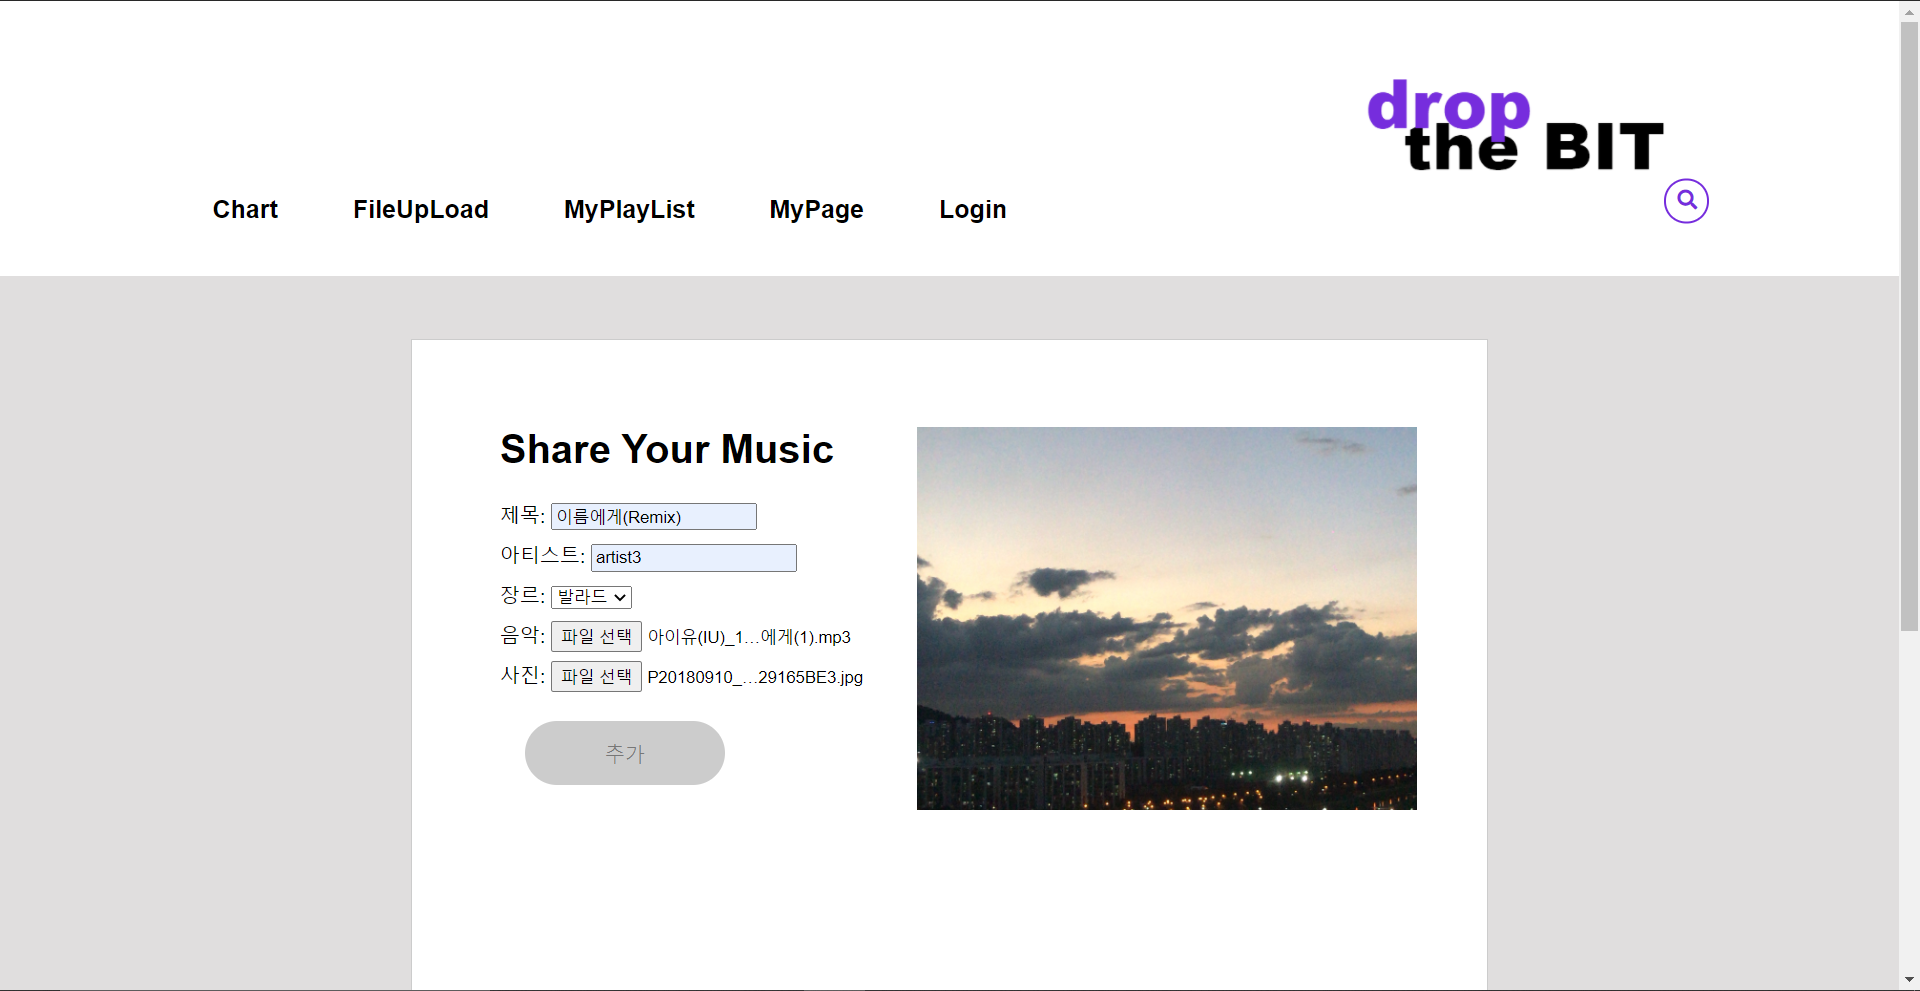 drop
the BIT
Chart FileUpLoad MyPlayList MyPage Login
Share Your Music
제목: 이름에게(Remix)
아티스트: artist3
장르: 발라드
음악: 파일 선택 아이유(IU)_1...에게(1).mp3
사진: 파일 선택 P20180910_...29165BE3.jpg
추가